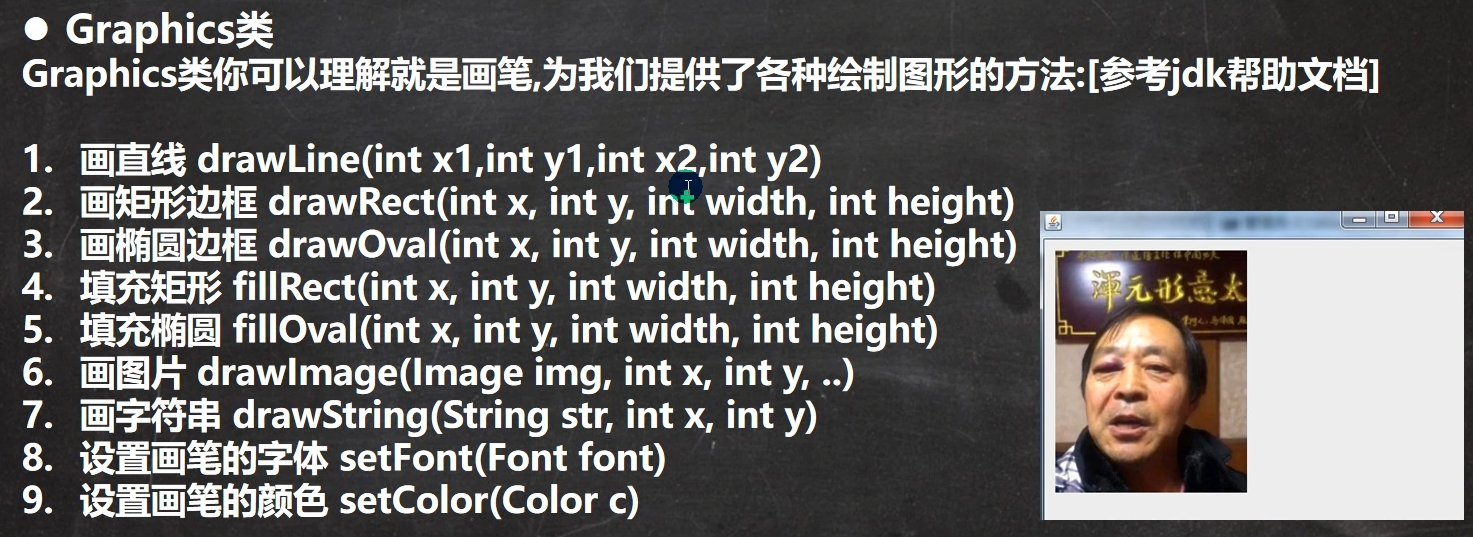 ● Graphics类
Graphics类你可以理解就是画笔,为我们提供了各种绘制图形的方法:[参考jdk帮助文档]
1. 画直线 drawLine(int x1,int y1,int x2,int y2)
2. 画矩形边框 drawRect(int x, int y, int width, int height)
3. 画椭圆边框 drawOval(int x, int y, int width, int height)
4. 填充矩形 fillRect(int x, int y, int width, int height)
5. 填充椭圆 fillOval(int x, int y, int width, int height)
6. 画图片 drawImage(Image img, int x, int y, ..)
7. 画字符串 drawString(String str, int x, int y)
8. 设置画笔的字体 setFont(Font font)
9. 设置画笔的颜色 setColor(Color c)
渾元形意太